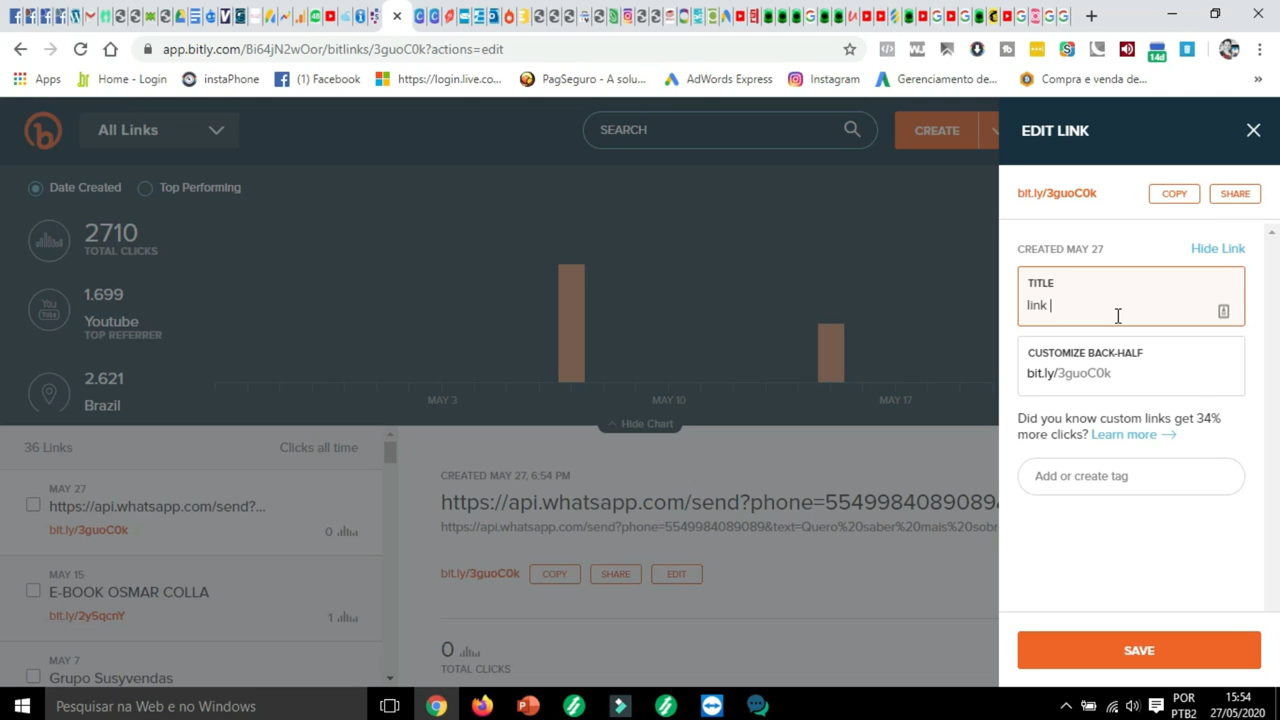 app.bitly.com/Bi64jN2wOor/bitlinks/3guoC0k?actions=edit
14d
Apps
Home - Login
instaPhone
(1) Facebook
https://login.live.co...
PagSeguro - A solu...
AdWords Express
Instagram
Gerenciamento de...
Compra e venda de...
»
All Links
SEARCH
CREATE
EDIT LINK
Date Created
Top Performing
bit.ly/3guoC0k
COPY
SHARE
2710
TOTAL CLICKS
CREATED MAY 27
Hide Link
TITLE
link
1.699
Youtube
TOP REFERRER
CUSTOMIZE BACK-HALF
bit.ly/3guoC0k
2.621
Brazil
MAY 3
MAY 10
MAY 17
Hide Chart
Did you know custom links get 34%
more clicks? Learn more →
36 Links
Clicks all time
Add or create tag
CREATED MAY 27, 6:54 PM
MAY 27
https://api.whatsapp.com/send?...
bit.ly/3guoC0k
0
https://api.whatsapp.com/send?phone=5549984089089&
https://api.whatsapp.com/send?phone=5549984089089&text=Quero%20saber%20mais%20sobr
bit.ly/3guoC0k
COPY
SHARE
EDIT
MAY 15
E-BOOK OSMAR COLLA
bit.ly/2y5qcnY
1
0
TOTAL CLICKS
SAVE
MAY 7
Grupo Susyvendas
Pesquisar na Web e no Windows
POR
PTB2
15:54
27/05/2020